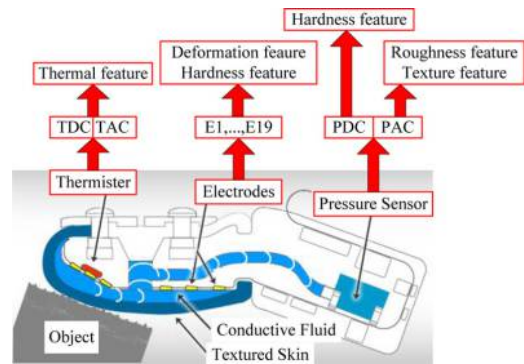 Hardness feature
Deformation feaure
Hardness feature
Thermal feature
Roughness feature
Texture feature
TDC TAC
E1,...,E19
PDC PAC
Thermister
Electrodes
Pressure Sensor
Object
Conductive Fluid
Textured Skin